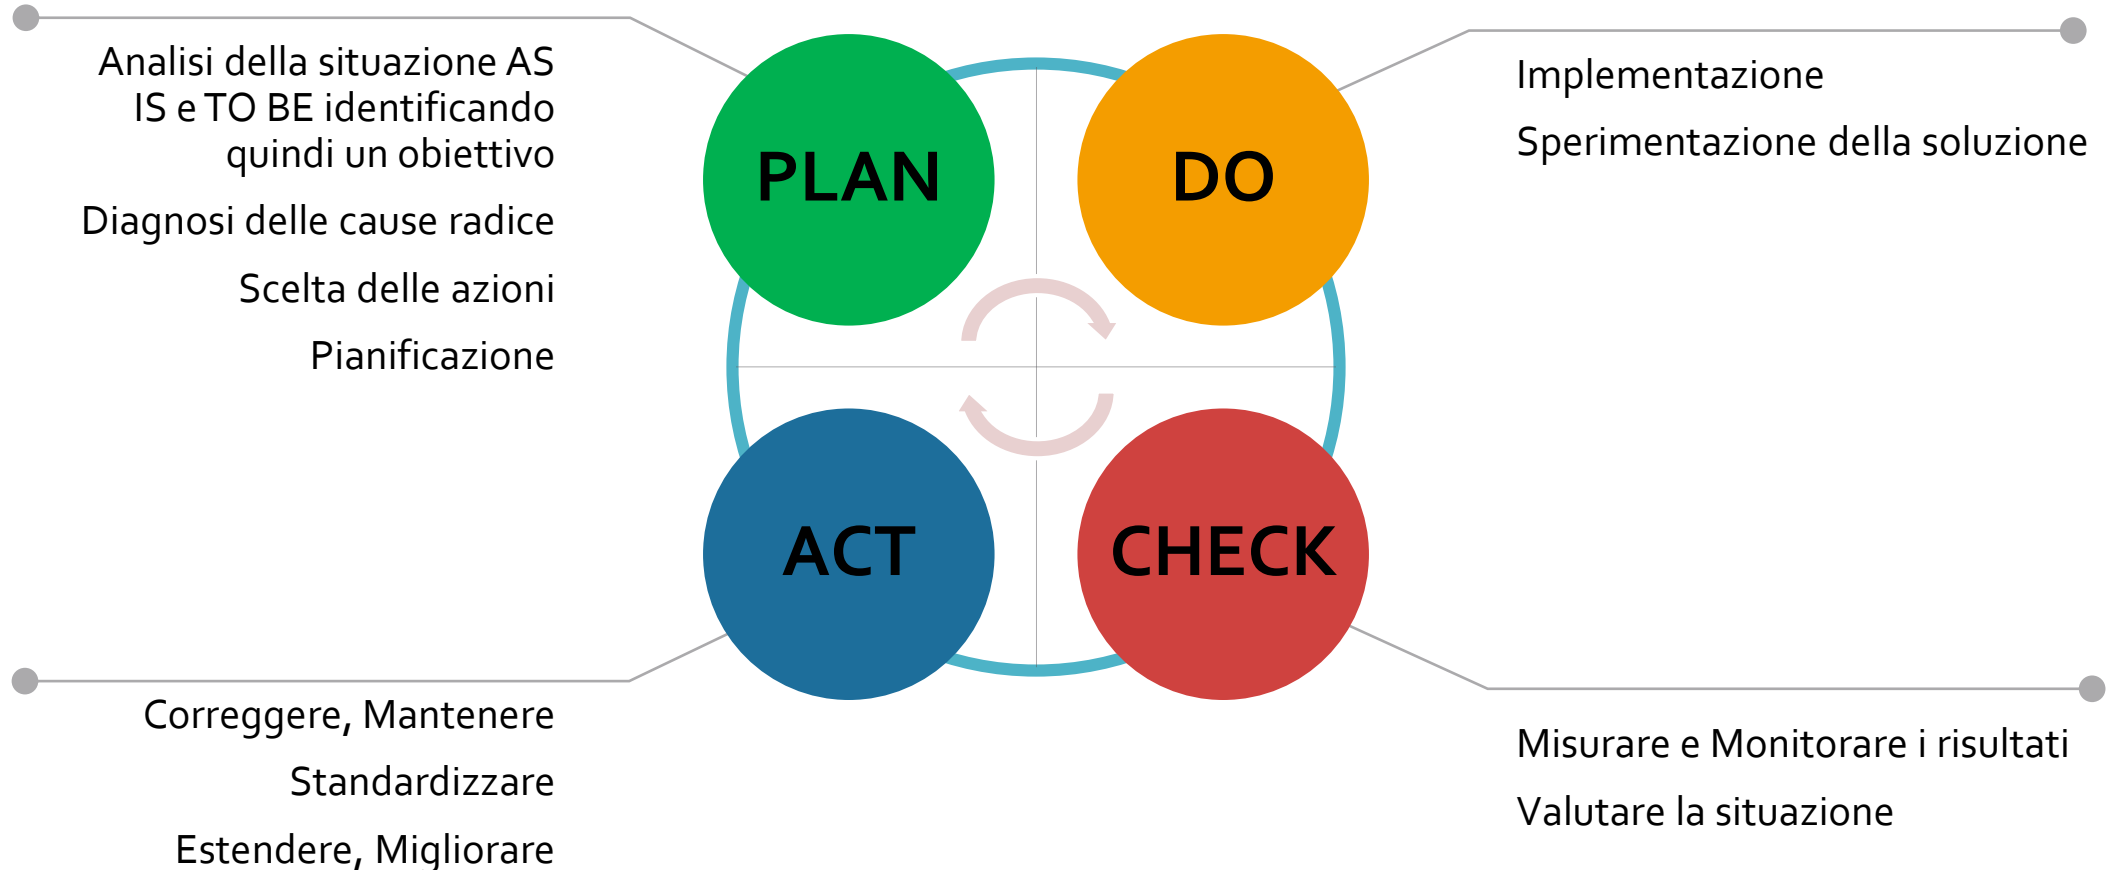 Analisi della situazione AS
IS e TO BE identificando
quindi un obiettivo
Diagnosi delle cause radice
Scelta delle azioni
Pianificazione
PLAN
DO
Implementazione
Sperimentazione della soluzione
ACT
CHECK
Correggere, Mantenere
Standardizzare
Estendere, Migliorare
Misurare e Monitorare i risultati
Valutare la situazione